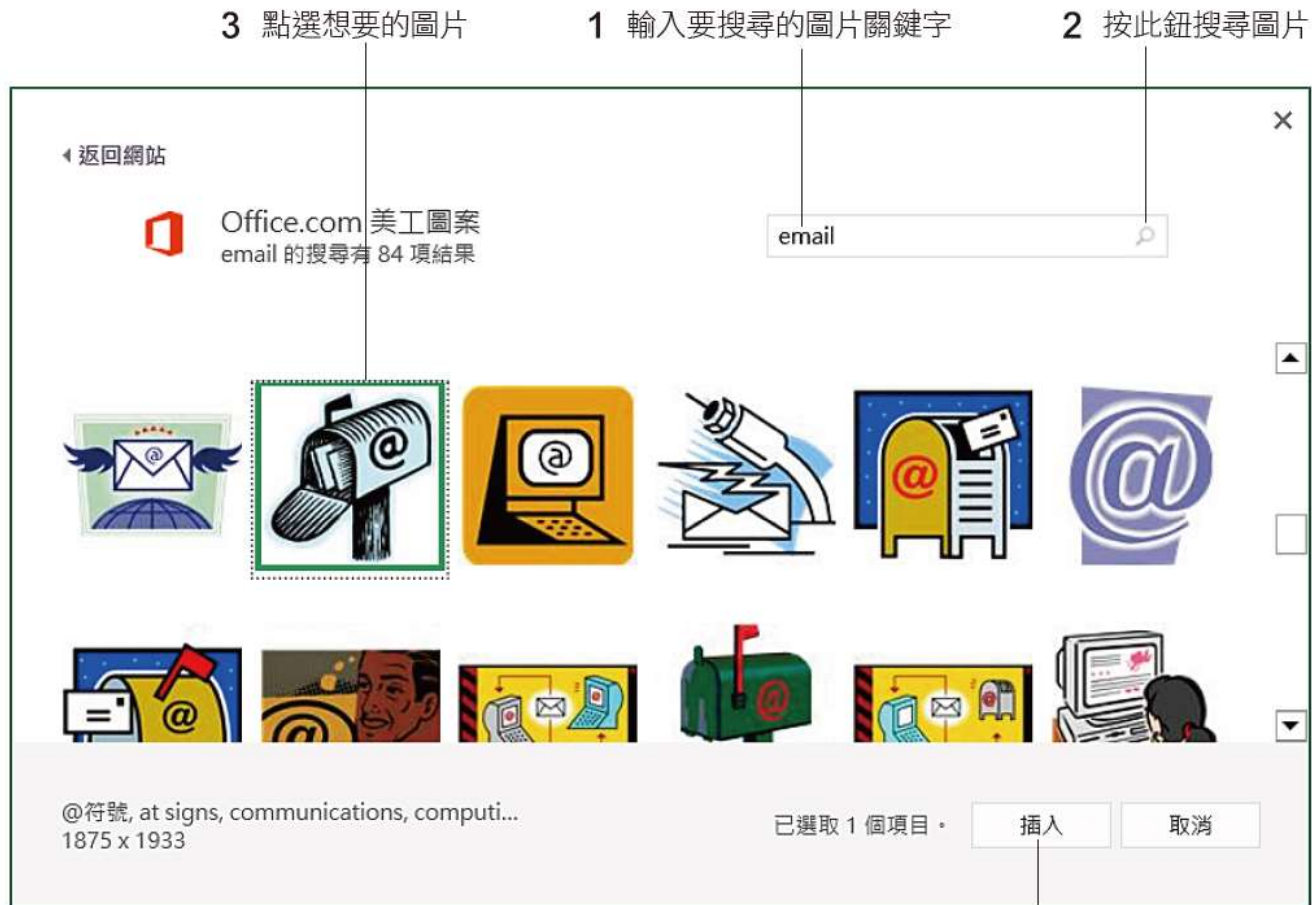 3 點選想要的圖片
1 輸入要搜尋的圖片關鍵字
2 按此鈕搜尋圖片
返回網站
Office.com 美工圖案
email 的搜尋有 84 項結果
email
@
@
@
@
@
@
@
@
@符號, at signs, communications, computi...
1875 x 1933
已選取 1 個項目。
插入
取消